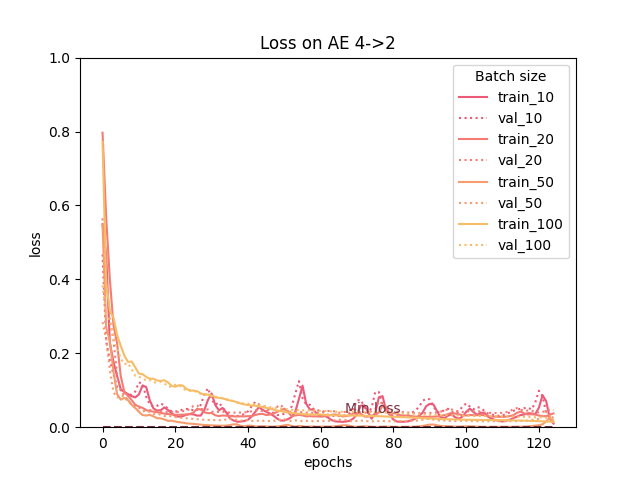 Loss on AE 4->2
1.0
0.8
0.6
0.4
0.2
0.0
loss
0
20
40
60
80
100
120
epochs
Min loss
Batch size
train_10
val_10
train_20
val_20
train_50
val_50
train_100
val_100